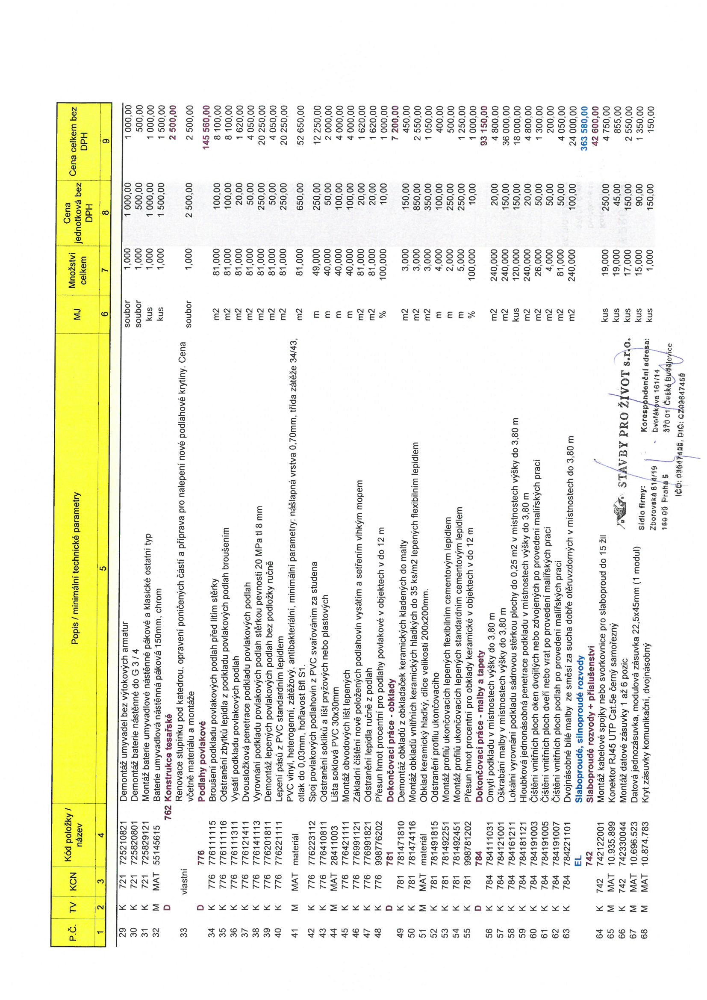 P.Č. TV KCN Kód položky / název Popis / minimální technické parametry MJ Množství celkem Cena jednotková bez DPH Cena celkem bez DPH
1 2 3 4 5 6 7 8 9
29 K 721 725210821 Demontáž umyvadel bez výtokových armatur soubor 1,000 1 000,00 1 000,00
30 K 721 725820801 Demontáž baterie nástěnné do G 3 / 4 soubor 1,000 500,00 500,00
31 K 721 725829121 Montáž baterie umyvadlové nástěnné pákové a klasické ostatní typ kus 1,000 1 000,00 1 000,00
32 M MAT 55145615 Baterie umyvadlová nástěnná páková 150mm, chrom kus 1,000 1 500,00 1 500,00
D 762 Konstrukce tesařské 2 500,00
33 vlastní Renovace stupínku pod katedrou, opravení poničených částí a příprava pro nalepení nové podlahové krytiny. Cena soubor 1,000 2 500,00 2 500,00
včetně materiálu a montáže
D 776 Podlahy povlakové 145 560,00
34 K 776 776111115 Broušení podkladu povlakových podlah před litím stěrky m2 81,000 100,00 8 100,00
35 K 776 776111116 Odstranění zbytků lepidla z podkladu povlakových podlah broušením m2 81,000 100,00 8 100,00
36 K 776 776111311 Vysátí podkladu povlakových podlah m2 81,000 20,00 1 620,00
37 K 776 776121411 Dvousložková penetrace podkladu povlakových podlah m2 81,000 50,00 4 050,00
38 K 776 776141113 Vyrovnání podkladu povlakových podlah stěrkou pevnosti 20 MPa tl 8 mm m2 81,000 250,00 20 250,00
39 K 776 776201811 Demontáž lepených povlakových podlah bez podložky ručně m2 81,000 50,00 4 050,00
40 K 776 776221111 Lepení pásů z PVC standardním lepidlem m2 81,000 250,00 20 250,00
41 M MAT materiál PVC vinyl, heterogenní, zátěžový, antibakteriální, minimální parametry: nášlapná vrstva 0,70mm, třída zátěže 34/43, m2 81,000 650,00 52 650,00
otlak do 0,03mm, hořlavost Bfl S1.
42 K 776 776223112 Spoj povlakových podlahovin z PVC svařováním za studena m 49,000 250,00 12 250,00
43 K 776 776410811 Odstranění soklíků a lišt pryžových nebo plastových m 40,000 50,00 2 000,00
44 M MAT 28411003 Lišta soklová PVC 30x30mm m 40,000 100,00 4 000,00
45 K 776 776421111 Montáž obvodových lišt lepených m 40,000 100,00 4 000,00
46 K 776 776991121 Základní čištění nově položených podlahovin vysátím a setřením vlhkým mopem m2 81,000 20,00 1 620,00
47 K 776 776991821 Odstranění lepidla ručně z podlah m2 81,000 20,00 1 620,00
48 K 776 998776202 Přesun hmot procentní pro podlahy povlakové v objektech v do 12 m % 100,000 10,00 1 000,00
D 781 Dokončovací práce - obklady 7 200,00
49 K 781 781471810 Demontáž obkladů z obkladaček keramických kladených do malty m2 3,000 150,00 450,00
50 K 781 781474116 Montáž obkladů vnitřních keramických hladkých do 35 ks/m2 lepených flexibilním lepidlem m2 3,000 850,00 2 550,00
51 M MAT materiál Obklad keramický hladký, dílce velikosti 200x200mm. m2 3,000 350,00 1 050,00
52 K 781 781491815 Odstranění profilu ukončovacího m 4,000 100,00 400,00
53 K 781 781492251 Montáž profilů ukončovacích lepených flexibilním cementovým lepidlem m 2,000 250,00 500,00
54 K 781 781492451 Montáž profilů ukončovacích lepených standardním cementovým lepidlem m 5,000 250,00 1 250,00
55 K 781 998781202 Přesun hmot procentní pro obklady keramické v objektech v do 12 m % 100,000 10,00 1 000,00
D 784 Dokončovací práce - malby a tapety 93 150,00
56 K 784 784111031 Omytí podkladu v místnostech výšky do 3,80 m m2 240,000 20,00 4 800,00
57 K 784 784121001 Oškrabání malby v místnostech výšky do 3,80 m m2 240,000 150,00 36 000,00
58 K 784 784161211 Lokální vyrovnání podkladu sádrovou stěrkou plochy do 0,25 m2 v místnostech výšky do 3,80 m kus 120,000 150,00 18 000,00
59 K 784 784181121 Hloubková jednonásobná penetrace podkladu v místnostech výšky do 3,80 m m2 240,000 20,00 4 800,00
60 K 784 784191003 Čištění vnitřních ploch oken dvojitých nebo zdvojených po provedení malířských prací m2 26,000 50,00 1 300,00
61 K 784 784191005 Čištění vnitřních ploch dveří nebo vrat po provedení malířských prací m2 4,000 50,00 200,00
62 K 784 784191007 Čištění vnitřních ploch podlah po provedení malířských prací m2 81,000 50,00 4 050,00
63 K 784 784221101 Dvojnásobné bílé malby ze směsí za sucha dobře otěruvzdorných v místnostech do 3,80 m m2 240,000 100,00 24 000,00
EL Slaboproudé, silnoproudé rozvody 363 580,00
742 Slaboproudé rozvody + příslušenství 42 600,00
64 K 742 742122001 Montáž kabelové spojky nebo svorkovnice pro slaboproud do 15 žil kus 19,000 250,00 4 750,00
65 M MAT 10.935.899 Konektor RJ45 UTP Cat.5e černý samořezný kus 19,000 45,00 855,00
66 K 742 742330044 Montáž datové zásuvky 1 až 6 pozic kus 17,000 150,00 2 550,00
67 M MAT 10.696.523 Datová jednozásuvka, modulová zásuvka 22,5x45mm (1 modul) kus 15,000 90,00 1 350,00
68 M MAT 10.874.783 Kryt zásuvky komunikační, dvojnásobný kus 1,000 150,00 150,00
STAVBY PRO ŽIVOT s.r.o.
Sídlo firmy: Korespondenční adresa:
Zborovská 814/19 Dvořákova 161/14
150 00 Praha 5 370 01 České Budějovice
IČO: 03647455, DIČ: CZ03647455